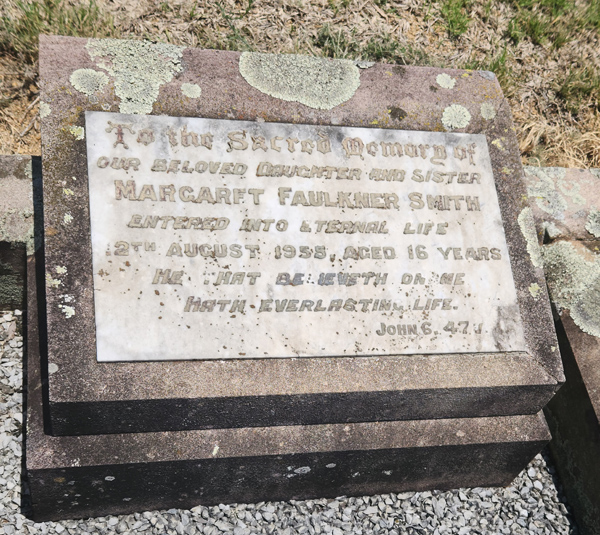 To the Sacred Memory of
OUR BELOVED DAUGHTER AND SISTER
MARGARET FAULKNER SMITH
ENTERED INTO ETERNAL LIFE
12TH AUGUST 1958, AGED 16 YEARS
HE THAT BELIEVETH ON ME
HATH EVERLASTING LIFE.
JOHN 6. 47